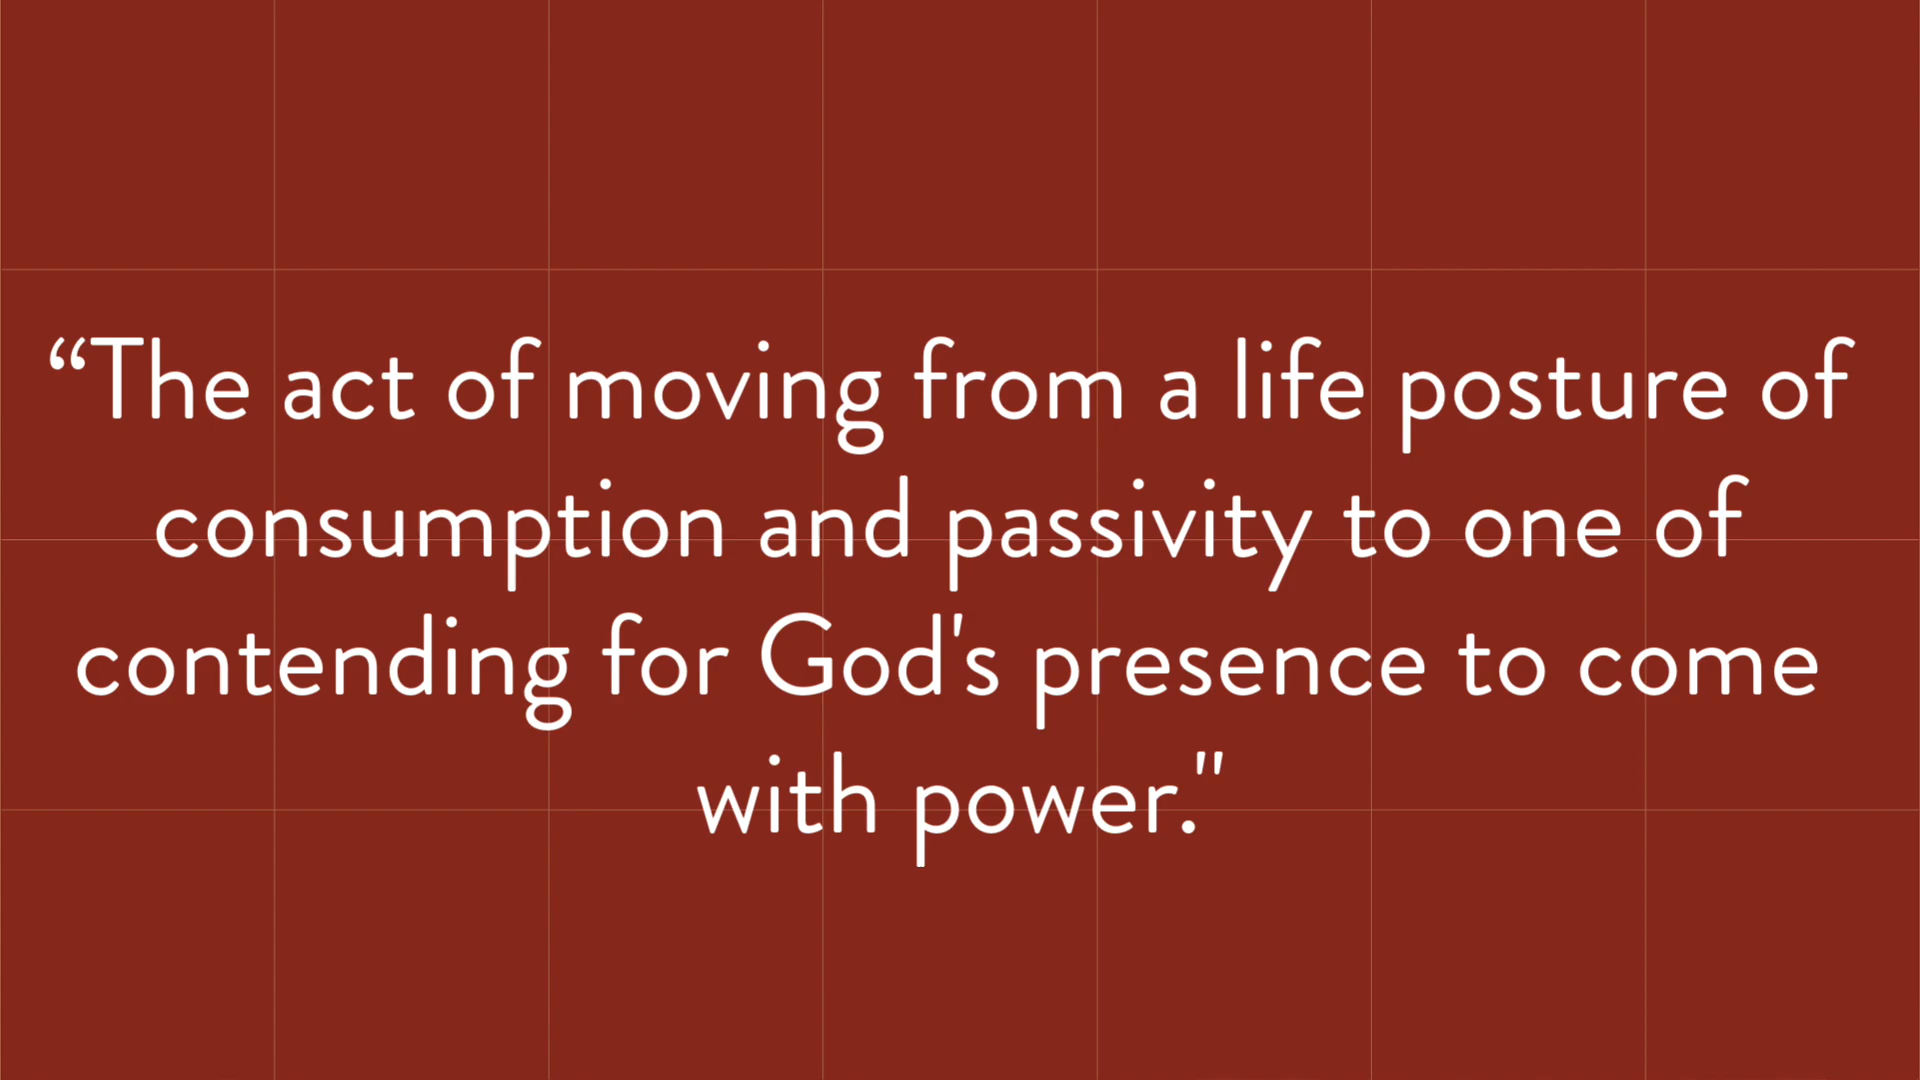 “The act of moving from a life posture of
consumption and passivity to one of
contending for God's presence to come
with power."